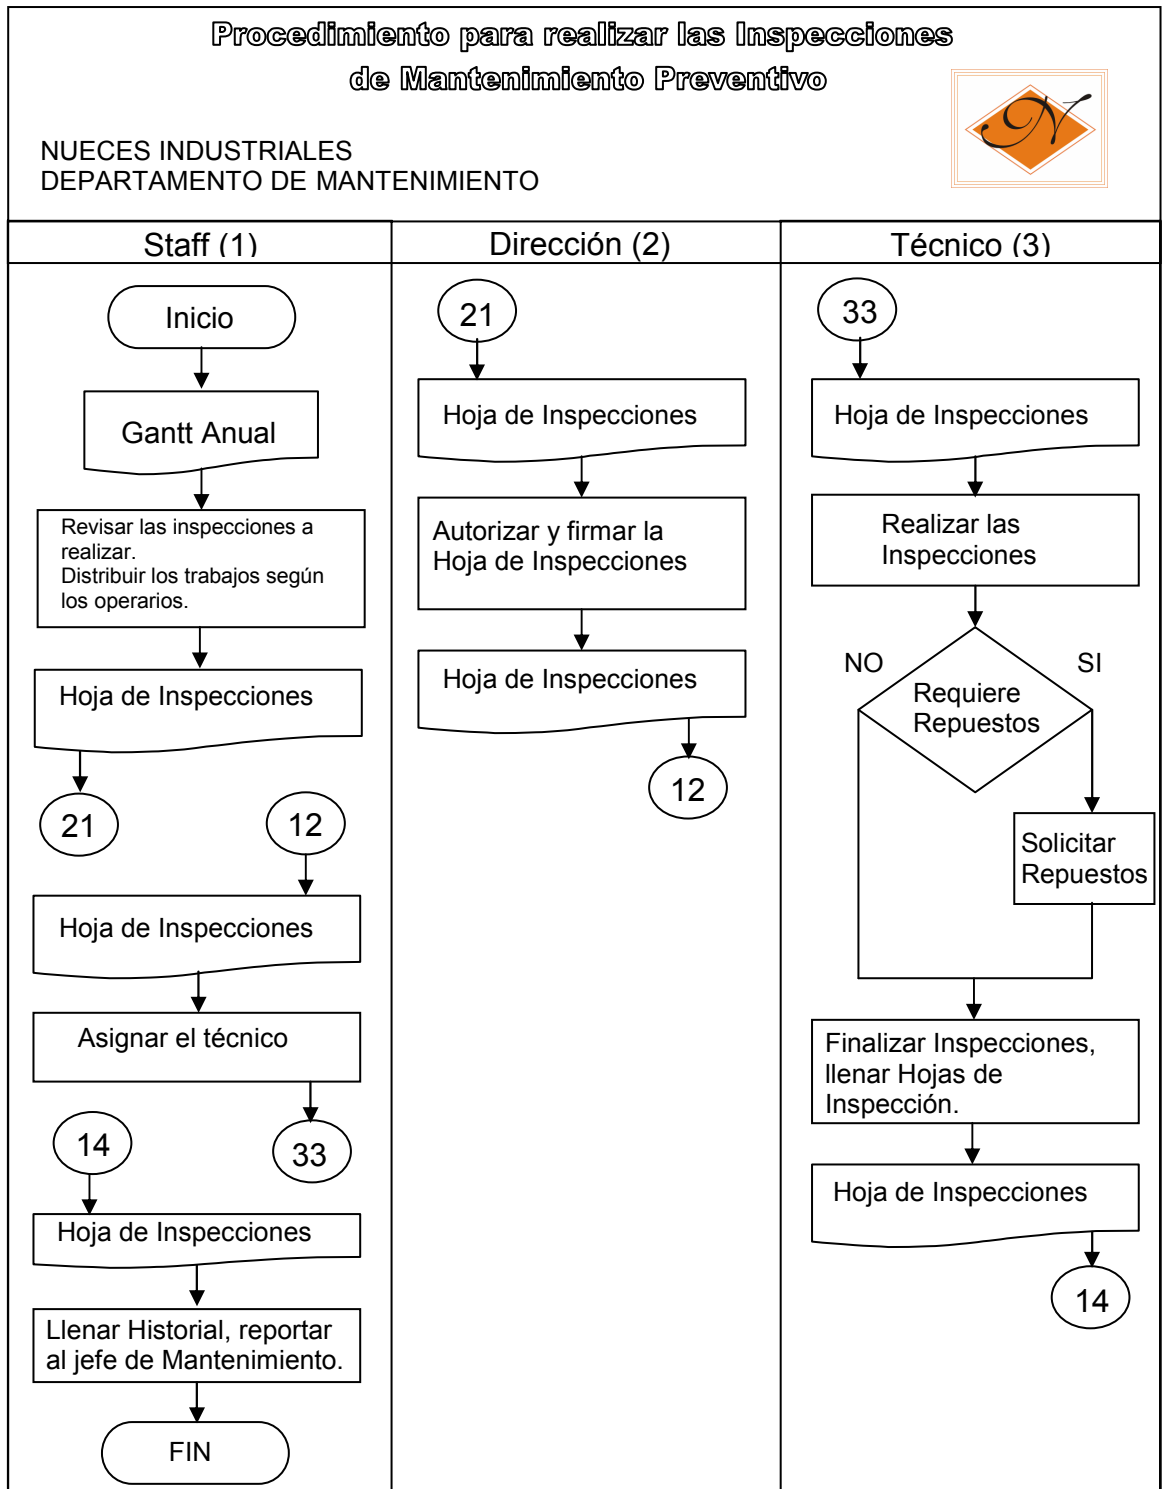 Procedimiento para realizar las Inspecciones
de Mantenimiento Preventivo
NUECES INDUSTRIALES
DEPARTAMENTO DE MANTENIMIENTO
N
Staff (1)
Inicio
Gantt Anual
Revisar las inspecciones a
realizar.
Distribuir los trabajos según
los operarios.
Hoja de Inspecciones
21
12
Hoja de Inspecciones
Asignar el técnico
14
33
Hoja de Inspecciones
Llenar Historial, reportar
al jefe de Mantenimiento.
FIN
Dirección (2)
21
Hoja de Inspecciones
Autorizar y firmar la
Hoja de Inspecciones
Hoja de Inspecciones
12
Técnico (3)
33
Hoja de Inspecciones
Realizar las
Inspecciones
NO
SI
Requiere
Repuestos
Solicitar
Repuestos
Finalizar Inspecciones,
llenar Hojas de
Inspección.
Hoja de Inspecciones
14